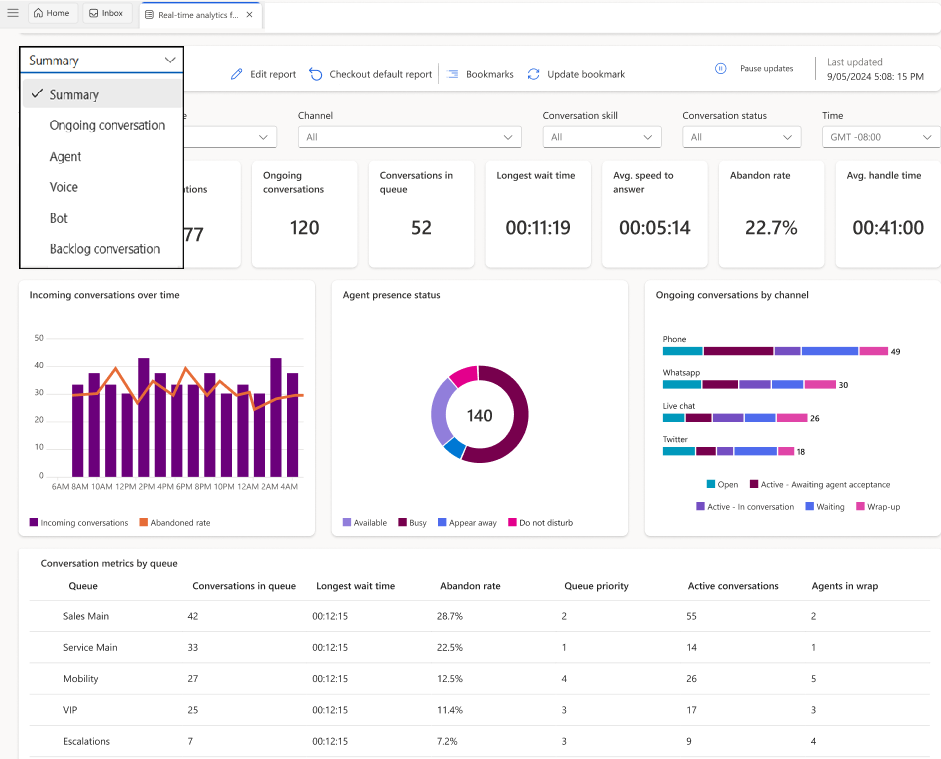 Home
Inbox
Real-time analytics f...
Summary
Edit report
Checkout default report
Bookmarks
Update bookmark
Pause updates
Last updated
9/05/2024 5:08: 15 PM
Summary
Ongoing conversation
Agent
Voice
Bot
Backlog conversation
Channel
All
Conversation skill
All
Conversation status
All
Time
GMT -08:00
77
Ongoing conversations
120
Conversations in queue
52
Longest wait time
00:11:19
Avg. speed to answer
00:05:14
Abandon rate
22.7%
Avg. handle time
00:41:00
Incoming conversations over time
50
40
30
20
10
0
6AM 8AM 10AM 12PM 2PM 4PM 6PM 8PM 10PM 12AM 2AM 4AM
Incoming conversations
Abandoned rate
Agent presence status
140
Available
Busy
Appear away
Do not disturb
Ongoing conversations by channel
Phone
49
Whatsapp
30
Live chat
26
Twitter
18
Open
Active - Awaiting agent acceptance
Active - In conversation
Waiting
Wrap-up
Conversation metrics by queue
Queue Conversations in queue Longest wait time Abandon rate Queue priority Active conversations Agents in wrap
Sales Main 42 00:12:15 28.7% 2 55 2
Service Main 33 00:12:15 22.5% 1 14 1
Mobility 27 00:12:15 12.5% 4 26 5
VIP 25 00:12:15 11.4% 3 17 3
Escalations 7 00:12:15 7.2% 3 9 4